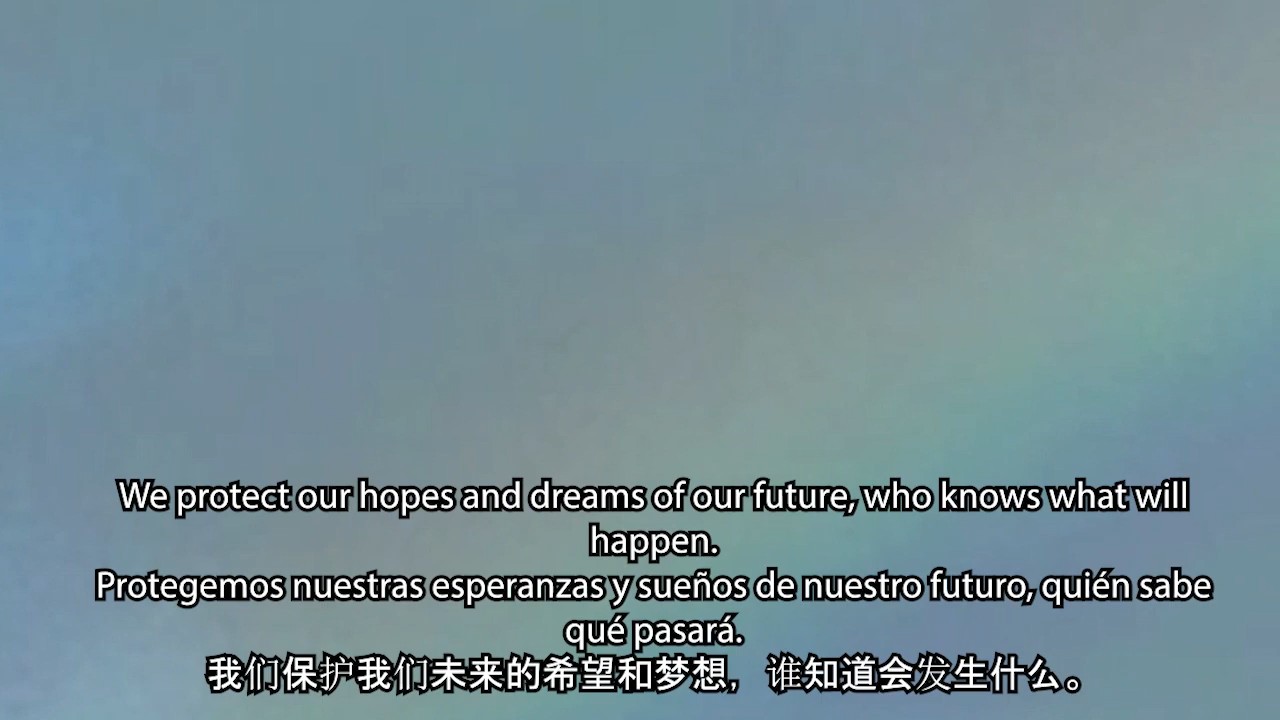 We protect our hopes and dreams of our future, who knows what will
happen.
Protegemos nuestras esperanzas y sueños de nuestro futuro, quién sabe
qué pasará.
我们保护我们未来的希望和梦想，谁知道会发生什么。